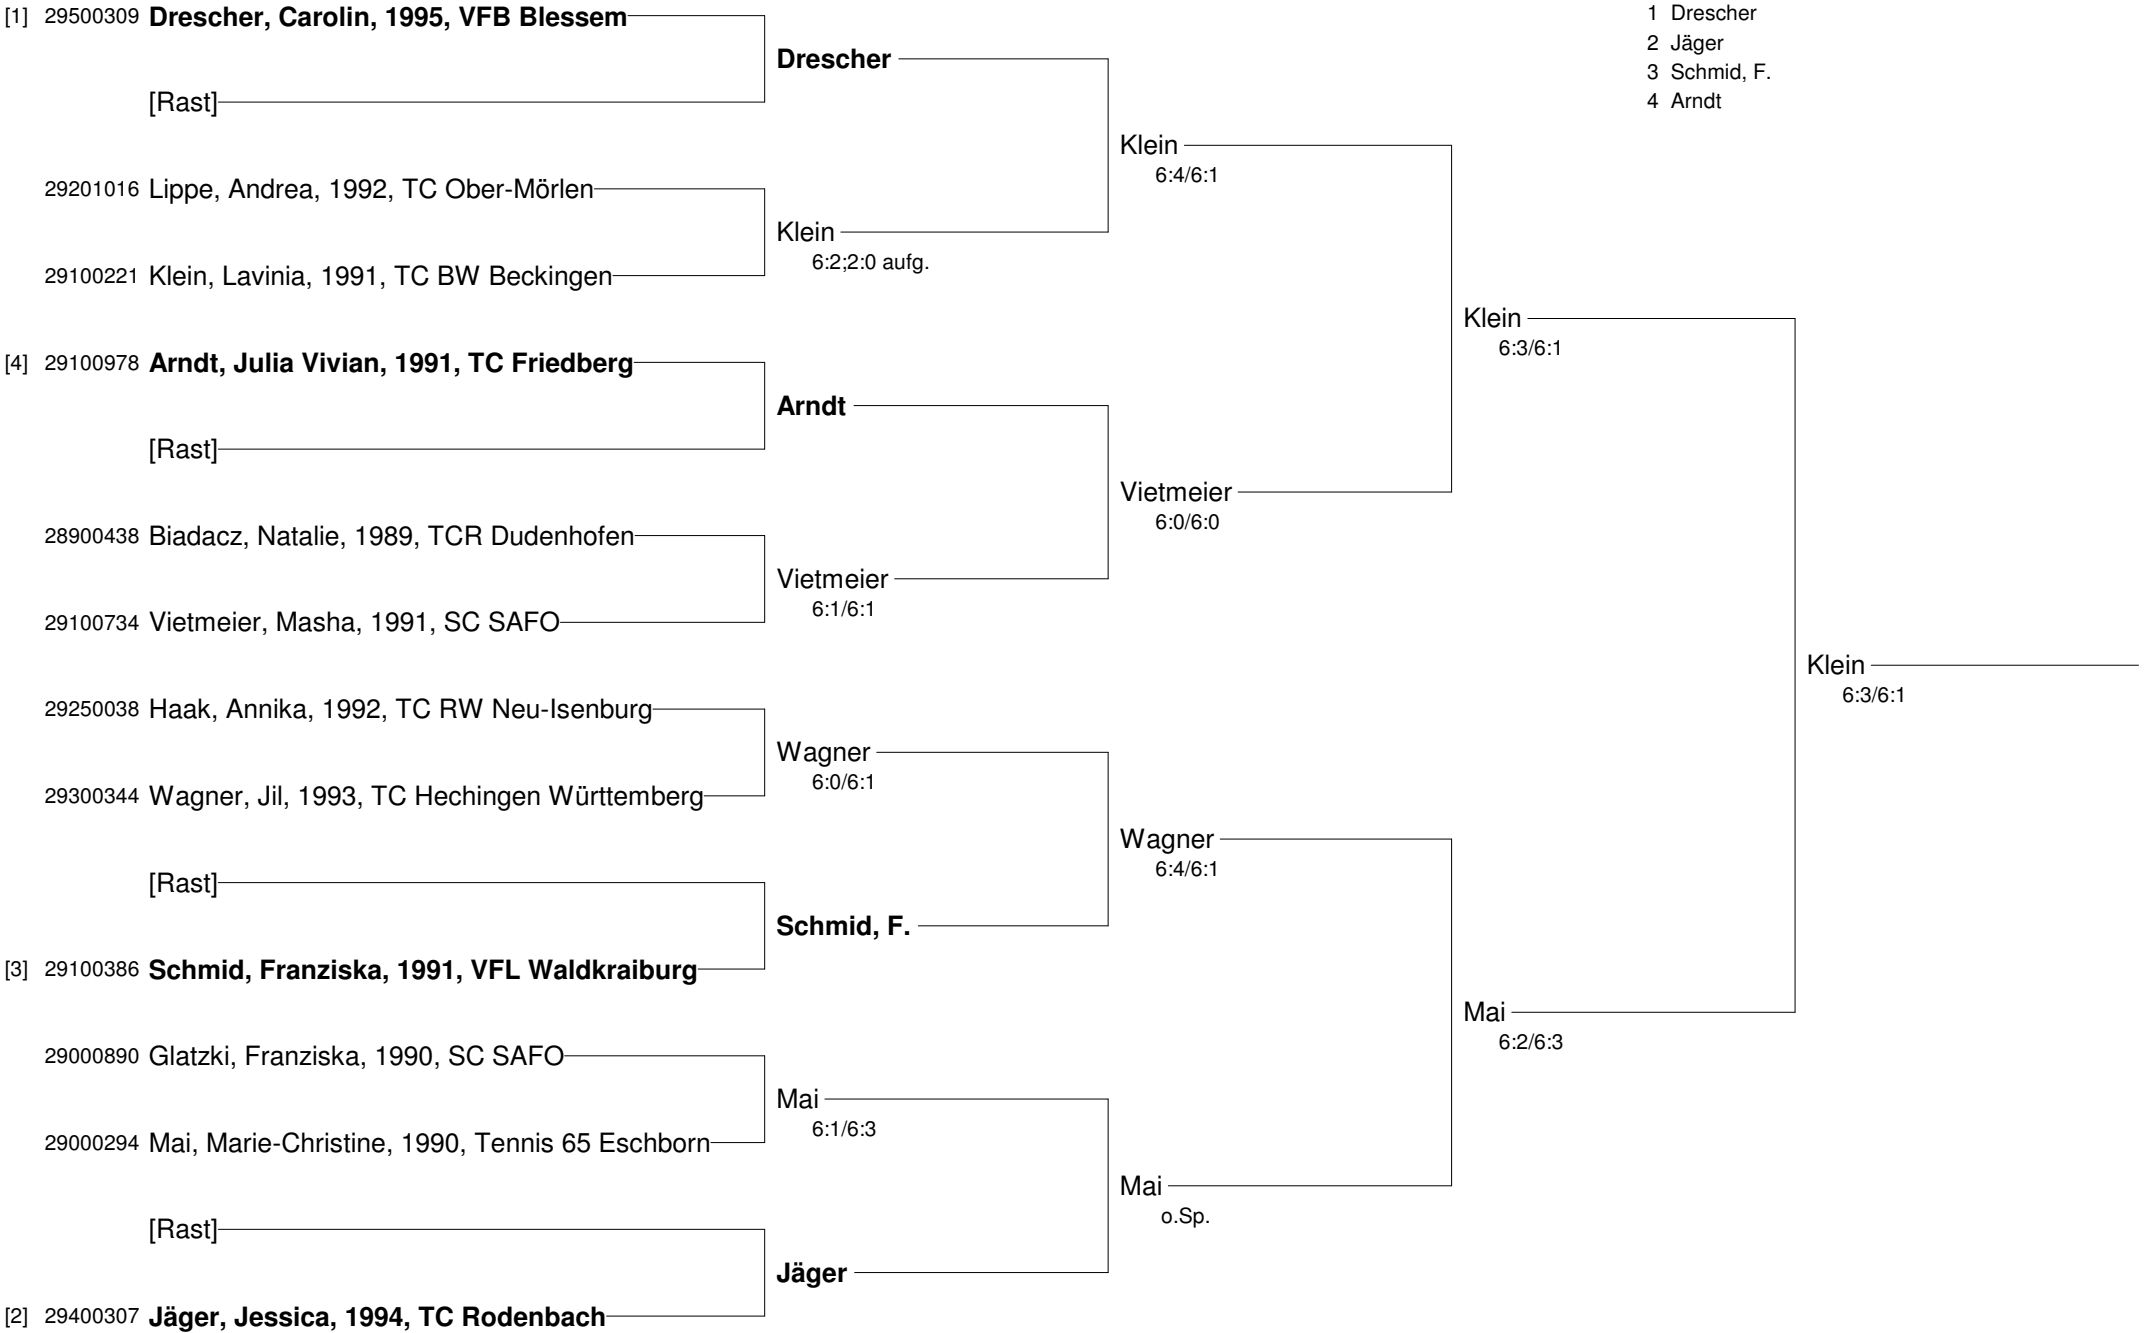 [1] 29500309 Drescher, Carolin, 1995, VFB Blessem
1 Drescher
2 Jäger
3 Schmid, F.
4 Arndt
Drescher
[Rast]
Klein
6:4/6:1
29201016 Lippe, Andrea, 1992, TC Ober-Mörlen
Klein
6:2;2:0 aufg.
29100221 Klein, Lavinia, 1991, TC BW Beckingen
Klein
6:3/6:1
[4] 29100978 Arndt, Julia Vivian, 1991, TC Friedberg
Arndt
[Rast]
Vietmeier
6:0/6:0
28900438 Biadacz, Natalie, 1989, TCR Dudenhofen
Vietmeier
6:1/6:1
29100734 Vietmeier, Masha, 1991, SC SAFO
Klein
6:3/6:1
29250038 Haak, Annika, 1992, TC RW Neu-Isenburg
Wagner
6:0/6:1
29300344 Wagner, Jil, 1993, TC Hechingen Württemberg
Wagner
6:4/6:1
[Rast]
Schmid, F.
[3] 29100386 Schmid, Franziska, 1991, VFL Waldkraiburg
Mai
6:2/6:3
29000890 Glatzki, Franziska, 1990, SC SAFO
Mai
6:1/6:3
29000294 Mai, Marie-Christine, 1990, Tennis 65 Eschborn
Mai
o.Sp.
[Rast]
Jäger
[2] 29400307 Jäger, Jessica, 1994, TC Rodenbach